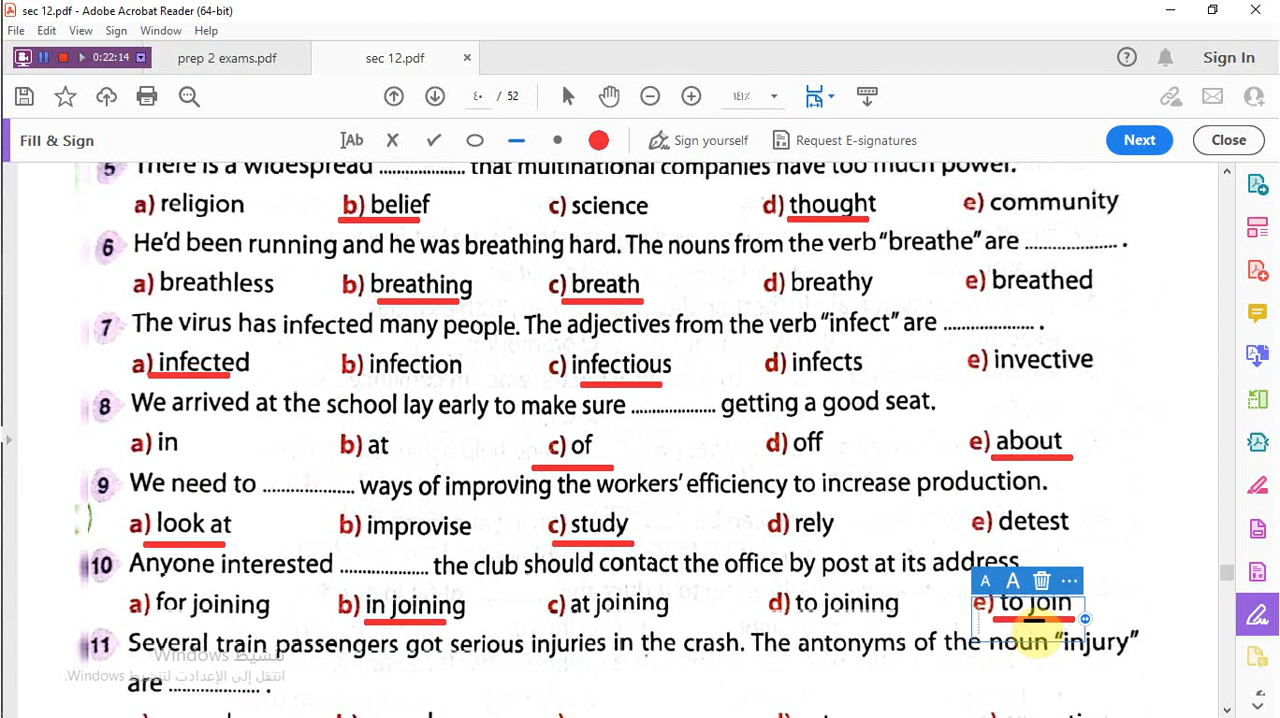 sec 12.pdf - Adobe Acrobat Reader (64-bit)
File Edit View Sign Window Help
0:22:14 prep 2 exams.pdf sec 12.pdf × Sign In
٤٠ / 52 ١٤١٪
Fill & Sign Ab Sign yourself Request E-signatures Next Close
5 There is a widespread .................... that multinational companies have too much power.
a) religion b) belief c) science d) thought e) community
6 He'd been running and he was breathing hard. The nouns from the verb "breathe" are .................... .
a) breathless b) breathing c) breath d) breathy e) breathed
7 The virus has infected many people. The adjectives from the verb "infect" are .................... .
a) infected b) infection c) infectious d) infects e) invective
8 We arrived at the school lay early to make sure .................... getting a good seat.
a) in b) at c) of d) off e) about
9 We need to .................... ways of improving the workers' efficiency to increase production.
a) look at b) improvise c) study d) rely e) detest
10 Anyone interested .................... the club should contact the office by post at its address
A A ...
a) for joining b) in joining c) at joining d) to joining e) to join
11 Several train passengers got serious injuries in the crash. The antonyms of the noun "injury"
تنشيط Windows
are .................... .
انتقل إلى الإعدادات لتنشيط Windows.